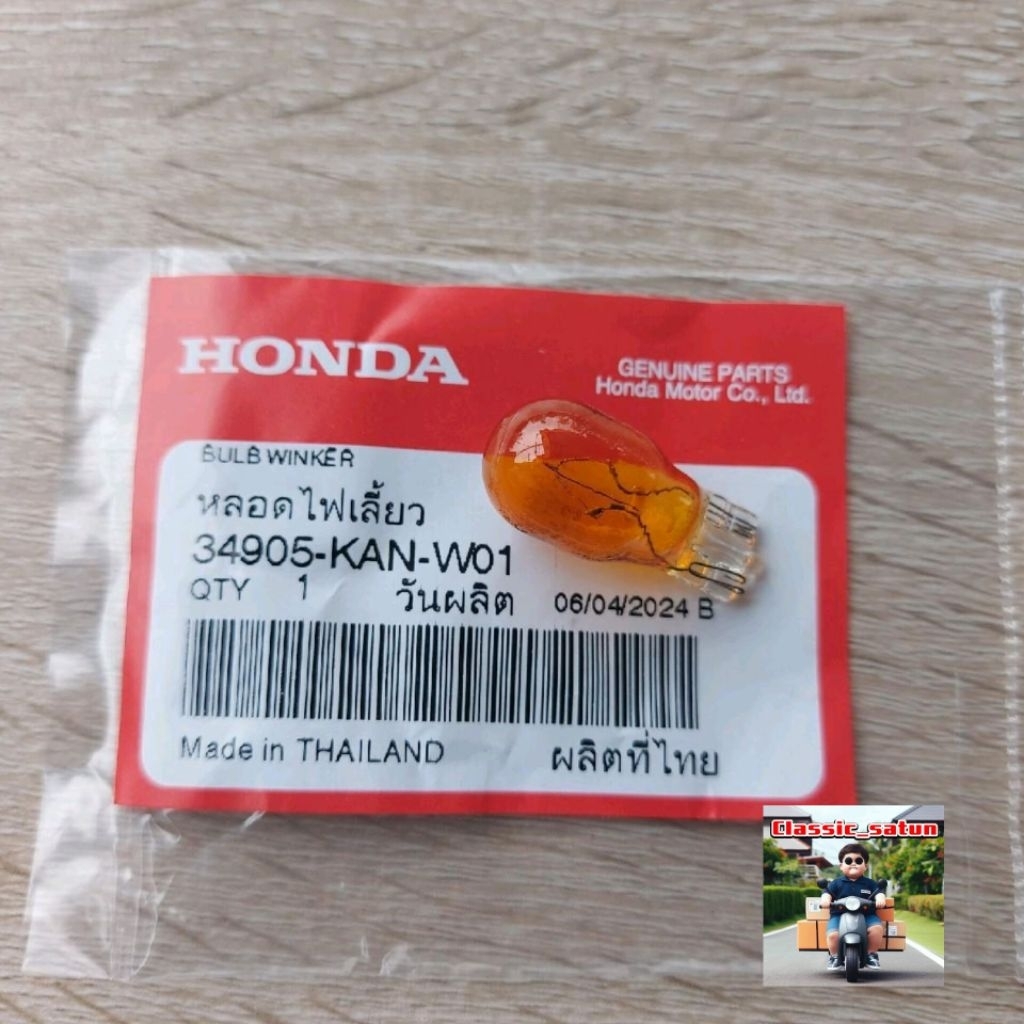 HONDA
GENUINE PARTS
Honda Motor Co., Ltd.
BULB WINKER
หลอดไฟเลี้ยว
34905-KAN-W01
QTY 1 วันผลิต 06/04/2024 B
Made in THAILAND ผลิตที่ไทย
Classic_satun